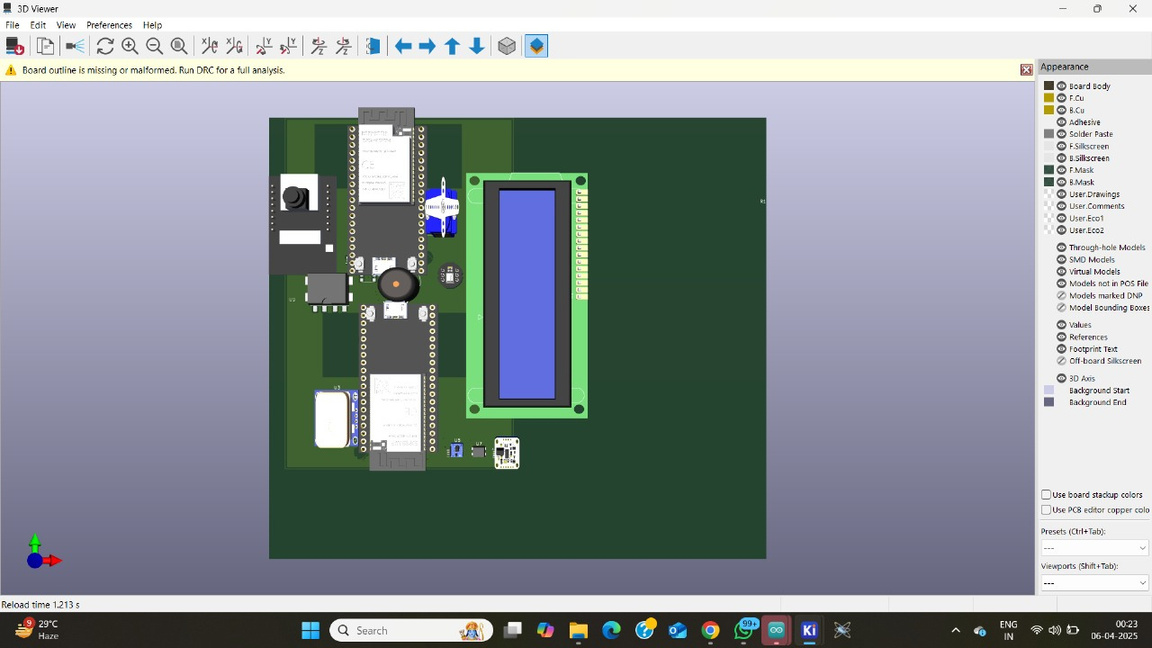 3D Viewer
File Edit View Preferences Help
Board outline is missing or malformed. Run DRC for a full analysis.
Appearance
Board Body
F.Cu
B.Cu
Adhesive
Solder Paste
F.Silkscreen
B.Silkscreen
F.Mask
B.Mask
User.Drawings
User.Comments
User.Eco1
User.Eco2
Through-hole Models
SMD Models
Virtual Models
Models not in POS File
Models marked DNP
Model Bounding Boxes
Values
References
Footprint Text
Off-board Silkscreen
3D Axis
Background Start
Background End
Use board stackup colors
Use PCB editor copper colo
Presets (Ctrl+Tab):
---
Viewports (Shift+Tab):
---
Reload time 1.213 s
9
29°C
Haze
Search
99+
Ki
ENG
IN
00:23
06-04-2025